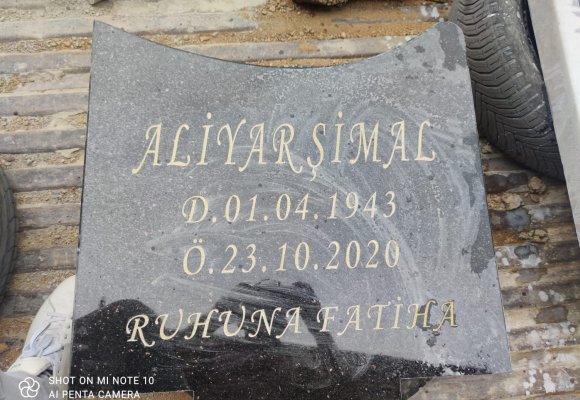 ALİYAR ŞİMAL
D.01.04.1943
Ö.23.10.2020
RUHUNA FATİHA
SHOT ON MI NOTE 10
AI PENTA CAMERA